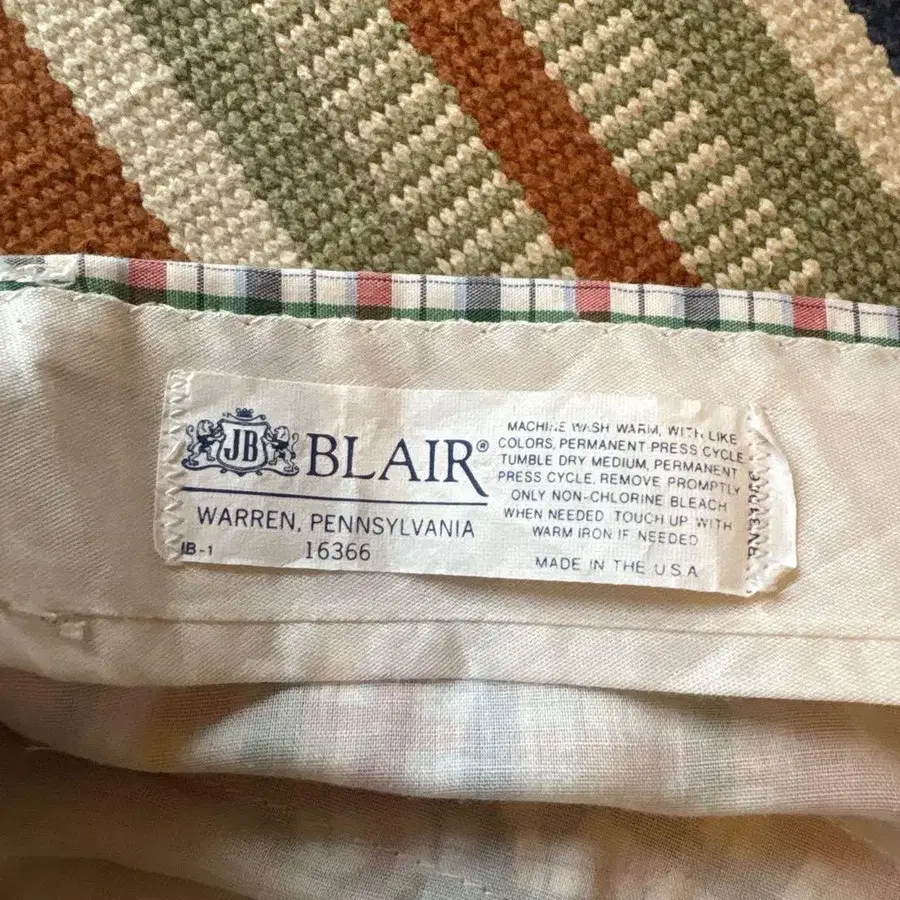 JB BLAIR®
WARREN, PENNSYLVANIA
16366
IB-1
MACHINE WASH WARM, WITH LIKE
COLORS, PERMANENT PRESS CYCLE
TUMBLE DRY MEDIUM, PERMANENT
PRESS CYCLE, REMOVE PROMPTLY
ONLY NON-CHLORINE BLEACH
WHEN NEEDED TOUCH UP WITH
WARM IRON IF NEEDED
MADE IN THE U.S.A